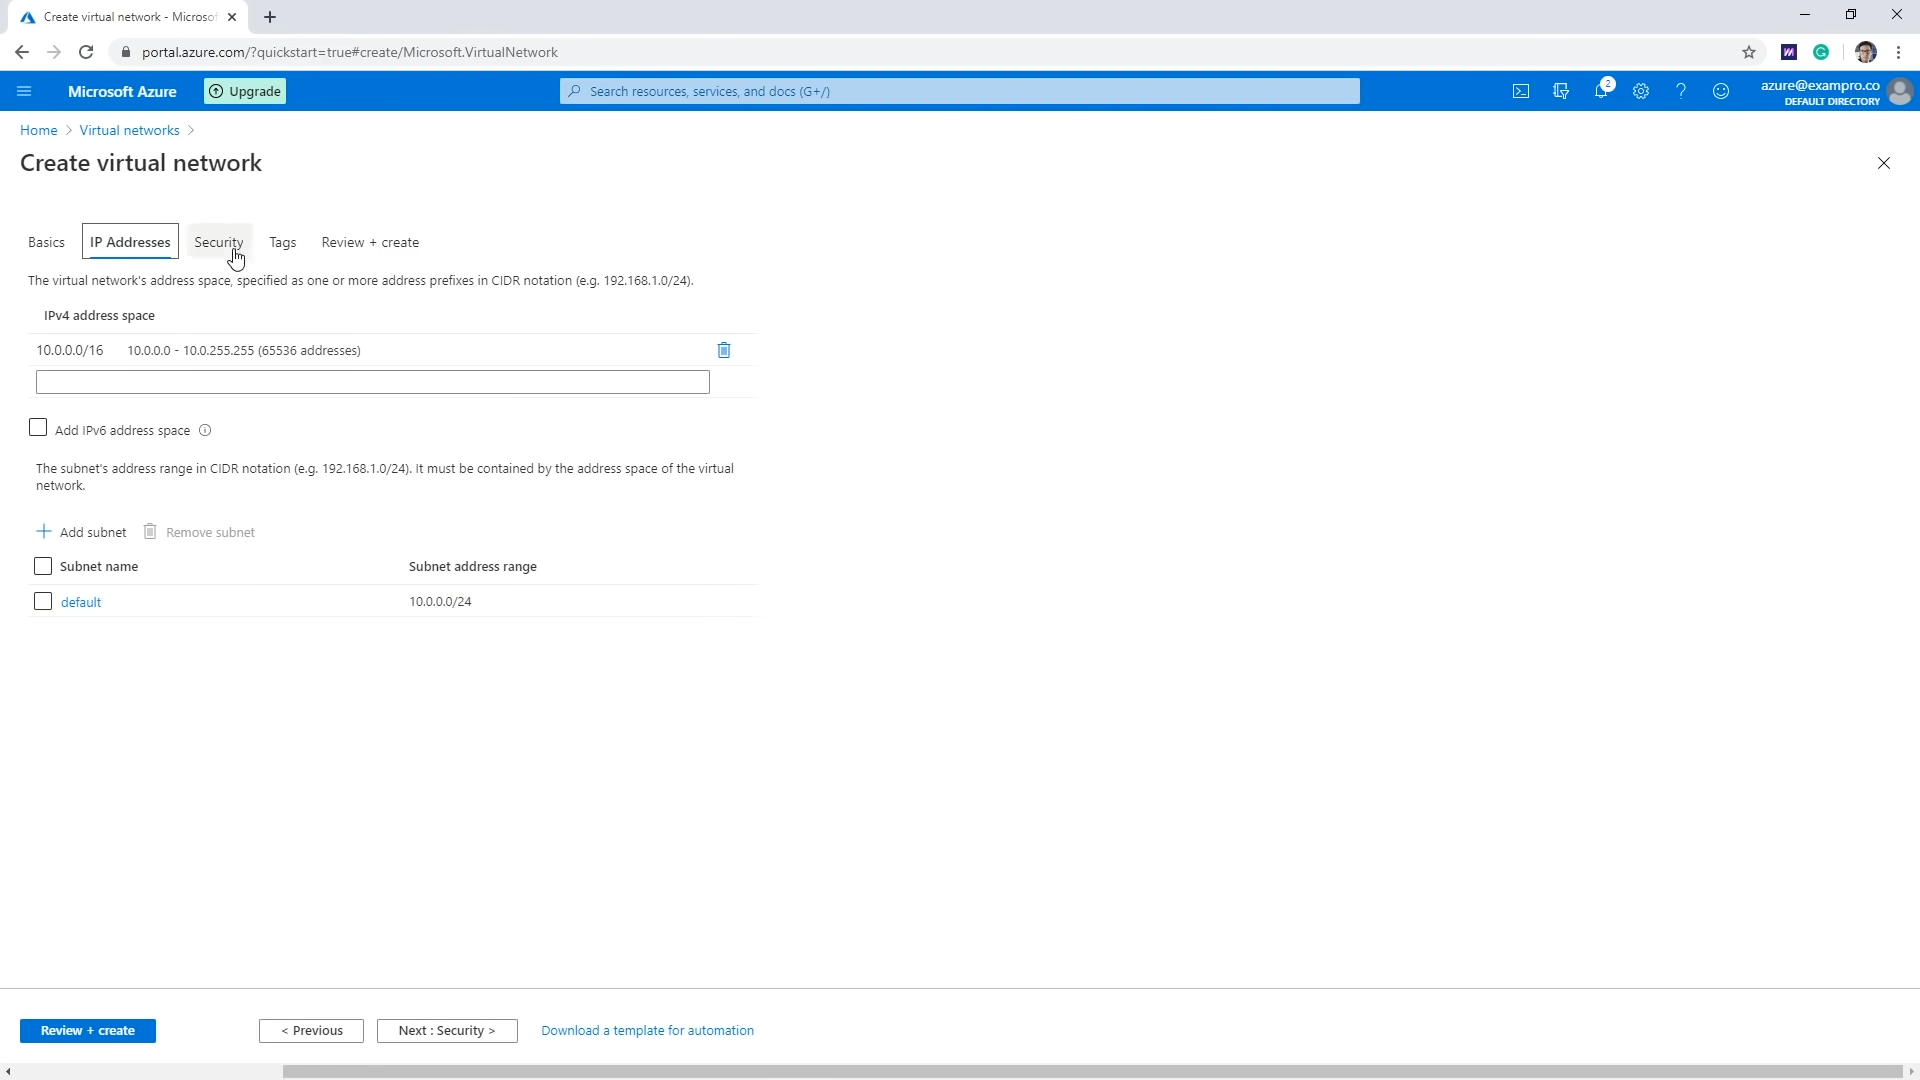 Create virtual network - Microsof
portal.azure.com/?quickstart=true#create/Microsoft.VirtualNetwork
Microsoft Azure
Upgrade
Search resources, services, and docs (G+/)
2
azure@exampro.co
DEFAULT DIRECTORY
Home > Virtual networks >
Create virtual network
Basics IP Addresses Security Tags Review + create
The virtual network's address space, specified as one or more address prefixes in CIDR notation (e.g. 192.168.1.0/24).
IPv4 address space
10.0.0.0/16 10.0.0.0 - 10.0.255.255 (65536 addresses)
Add IPv6 address space
The subnet's address range in CIDR notation (e.g. 192.168.1.0/24). It must be contained by the address space of the virtual
network.
Add subnet Remove subnet
Subnet name Subnet address range
default 10.0.0.0/24
Review + create < Previous Next : Security > Download a template for automation